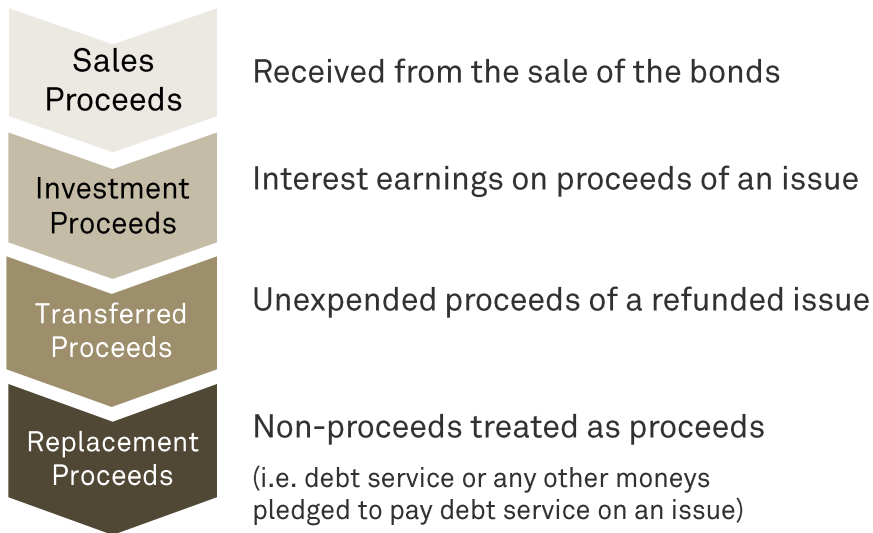 Sales
Proceeds
Received from the sale of the bonds
Investment
Proceeds
Interest earnings on proceeds of an issue
Transferred
Proceeds
Unexpended proceeds of a refunded issue
Replacement
Proceeds
Non-proceeds treated as proceeds
(i.e. debt service or any other moneys
pledged to pay debt service on an issue)